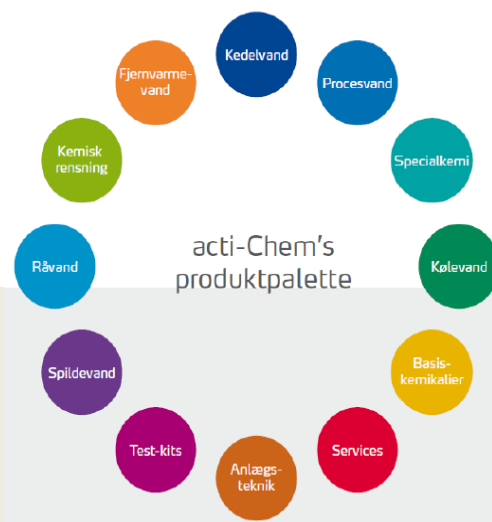 Kedelvand
Procesvand
Specialkemi
Kølevand
Basis-
kemikalier
Services
Anlægs-
teknik
Test-kits
Spildevand
Råvand
Kemisk
rensning
Fjernvarme-
vand
acti-Chem's
produktpalette